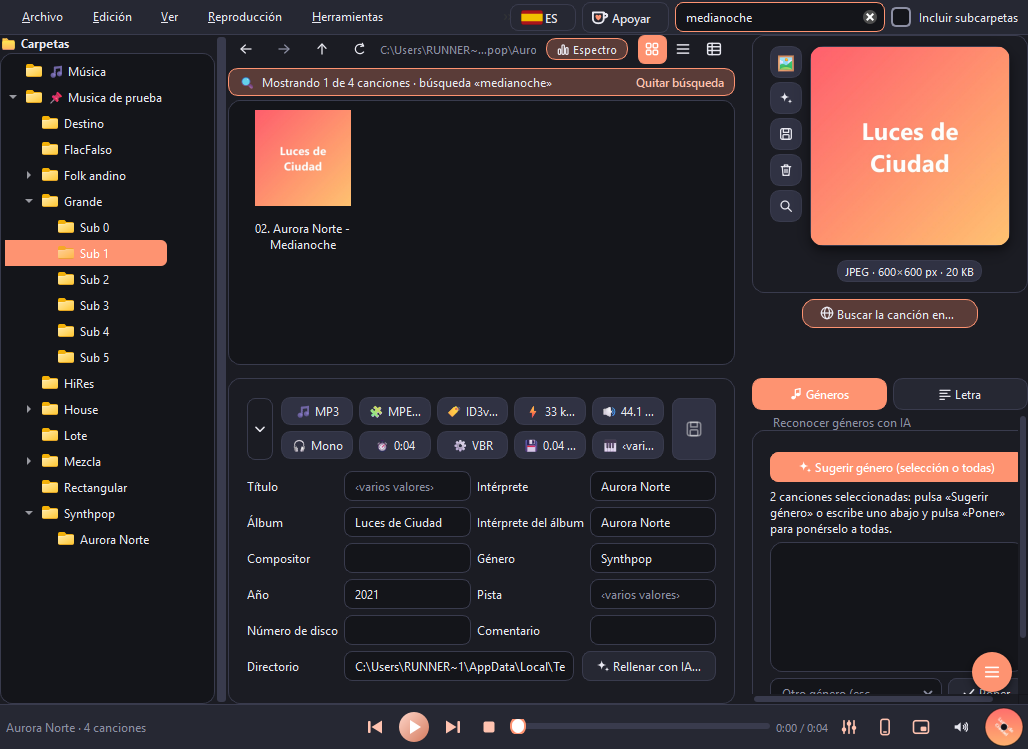 Archivo Edición Ver Reproducción Herramientas ES Apoyar medianoche Incluir subcarpetas
Carpetas
Música
Musica de prueba
Destino
FlacFalso
Folk andino
Grande
Sub 0
Sub 1
Sub 2
Sub 3
Sub 4
Sub 5
HiRes
House
Lote
Mezcla
Rectangular
Synthpop
Aurora Norte
C:\Users\RUNNER~...pop\Auro Espectro
Mostrando 1 de 4 canciones · búsqueda «medianoche» Quitar búsqueda
Luces de
Ciudad
02. Aurora Norte -
Medianoche
MP3 MPE... ID3v... 33 k... 44.1 ...
Mono 0:04 VBR 0.04 ... ‹vari...
Título ‹varios valores› Intérprete Aurora Norte
Álbum Luces de Ciudad Intérprete del álbum Aurora Norte
Compositor Género Synthpop
Año 2021 Pista ‹varios valores›
Número de disco Comentario
Directorio C:\Users\RUNNER~1\AppData\Local\Te Rellenar con IA...
Luces de
Ciudad
JPEG · 600×600 px · 20 KB
Buscar la canción en...
Géneros Letra
Reconocer géneros con IA
Sugerir género (selección o todas)
2 canciones seleccionadas: pulsa «Sugerir
género» o escribe uno abajo y pulsa «Poner»
para ponérselo a todas.
Otro género (esc Poner
Aurora Norte · 4 canciones 0:00 / 0:04